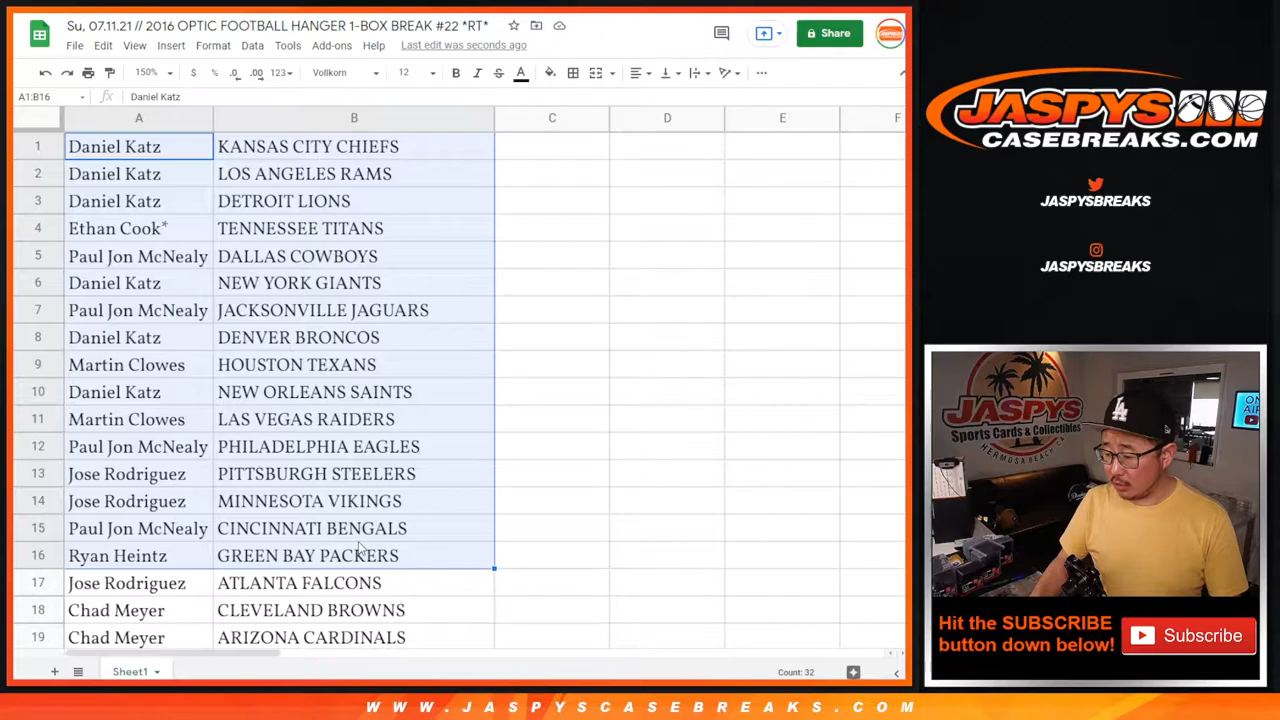 Su, 07.11.21 // 2016 OPTIC FOOTBALL HANGER 1-BOX BREAK #22 *RT*
File Edit View Insert Format Data Tools Add-ons Help Last edit was seconds ago
Share
150% $ % .0 .00 123 Vollkorn 12 B I S A
A1:B16 fx Daniel Katz
A B C D E F
1 Daniel Katz KANSAS CITY CHIEFS
2 Daniel Katz LOS ANGELES RAMS
3 Daniel Katz DETROIT LIONS
4 Ethan Cook* TENNESSEE TITANS
5 Paul Jon McNealy DALLAS COWBOYS
6 Daniel Katz NEW YORK GIANTS
7 Paul Jon McNealy JACKSONVILLE JAGUARS
8 Daniel Katz DENVER BRONCOS
9 Martin Clowes HOUSTON TEXANS
10 Daniel Katz NEW ORLEANS SAINTS
11 Martin Clowes LAS VEGAS RAIDERS
12 Paul Jon McNealy PHILADELPHIA EAGLES
13 Jose Rodriguez PITTSBURGH STEELERS
14 Jose Rodriguez MINNESOTA VIKINGS
15 Paul Jon McNealy CINCINNATI BENGALS
16 Ryan Heintz GREEN BAY PACKERS
17 Jose Rodriguez ATLANTA FALCONS
18 Chad Meyer CLEVELAND BROWNS
19 Chad Meyer ARIZONA CARDINALS
Sheet1
Count: 32
JASPYS
CASEBREAKS.COM
JASPYSBREAKS
JASPYSBREAKS
JASPYS
Sports Cards & Collectibles
HERMOSA BEACH CA
LA
ON
AIR
Hit the SUBSCRIBE
button down below!
Subscribe
WWW.JASPYSCASEBREAKS.COM